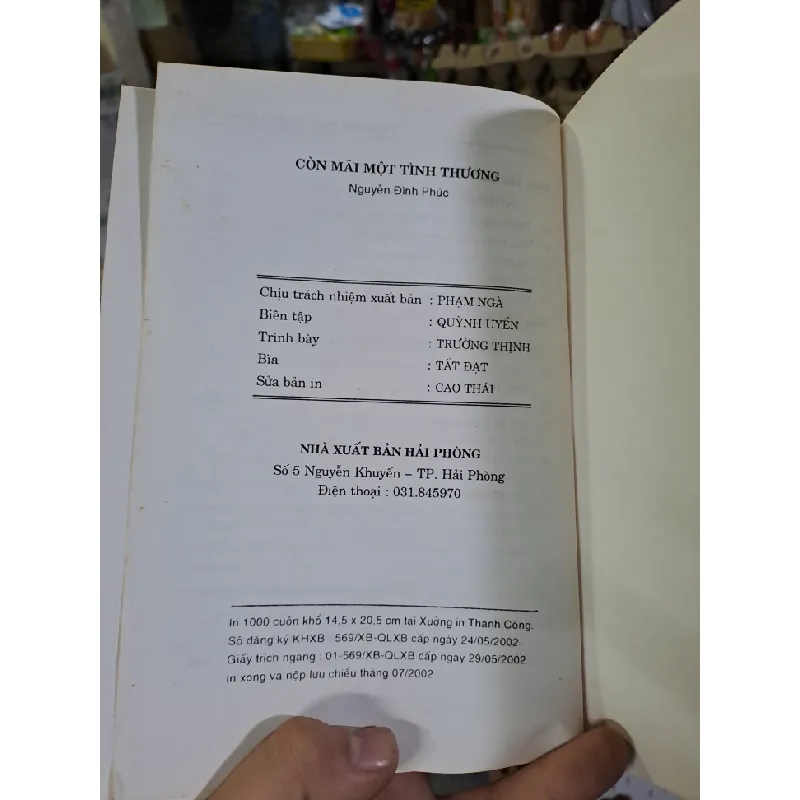 CÒN MÃI MỘT TÌNH THƯƠNG
Nguyễn Đình Phúc
Chịu trách nhiệm xuất bản : PHẠM NGÀ
Biên tập : QUỲNH UYỂN
Trình bày : TRƯỜNG THỊNH
Bìa : TẤT ĐẠT
Sửa bản in : CAO THÁI
NHÀ XUẤT BẢN HẢI PHÒNG
Số 5 Nguyễn Khuyến – TP. Hải Phòng
Điện thoại : 031.845970
In 1000 cuốn khổ 14,5 x 20,5 cm tại Xưởng in Thanh Công.
Số đăng ký KHXB 569/XB-QLXB cấp ngày 24/05/2002
Giấy trích ngang : 01-569/XB-QLXB cấp ngày 29/05/2002
in xong và nộp lưu chiểu tháng 07/2002